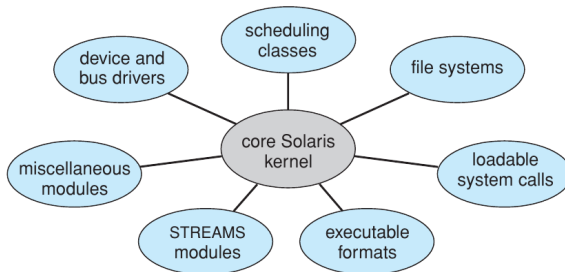 scheduling
classes
device and
bus drivers
file systems
core Solaris
kernel
miscellaneous
modules
loadable
system calls
STREAMS
modules
executable
formats